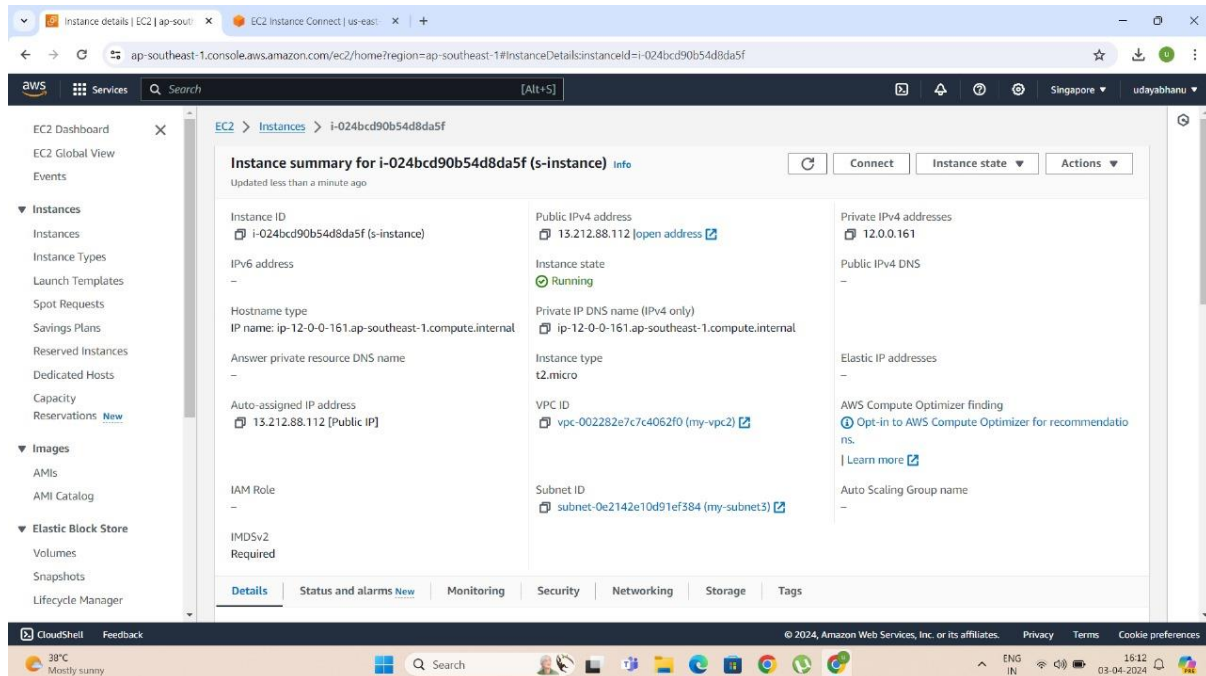 Instance details | EC2 | ap-south
EC2 Instance Connect | us-east-
ap-southeast-1.console.aws.amazon.com/ec2/home?region=ap-southeast-1#InstanceDetails:instanceId=i-024bcd90b54d8da5f
U
aws
Services
Search
[Alt+S]
Singapore
udayabhanu
EC2 Dashboard
EC2 Global View
Events
Instances
Instances
Instance Types
Launch Templates
Spot Requests
Savings Plans
Reserved Instances
Dedicated Hosts
Capacity
Reservations New
Images
AMIs
AMI Catalog
Elastic Block Store
Volumes
Snapshots
Lifecycle Manager
EC2 > Instances > i-024bcd90b54d8da5f
Instance summary for i-024bcd90b54d8da5f (s-instance) Info
Updated less than a minute ago
Connect
Instance state
Actions
Instance ID
i-024bcd90b54d8da5f (s-instance)
Public IPv4 address
13.212.88.112 |open address
Private IPv4 addresses
12.0.0.161
IPv6 address
–
Instance state
Running
Public IPv4 DNS
–
Hostname type
IP name: ip-12-0-0-161.ap-southeast-1.compute.internal
Private IP DNS name (IPv4 only)
ip-12-0-0-161.ap-southeast-1.compute.internal
Answer private resource DNS name
–
Instance type
t2.micro
Elastic IP addresses
–
Auto-assigned IP address
13.212.88.112 [Public IP]
VPC ID
vpc-002282e7c7c4062f0 (my-vpc2)
AWS Compute Optimizer finding
Opt-in to AWS Compute Optimizer for recommendatio
ns.
| Learn more
IAM Role
–
Subnet ID
subnet-0e2142e10d91ef384 (my-subnet3)
Auto Scaling Group name
–
IMDSv2
Required
Details
Status and alarms New
Monitoring
Security
Networking
Storage
Tags
CloudShell
Feedback
© 2024, Amazon Web Services, Inc. or its affiliates.
Privacy
Terms
Cookie preferences
38°C
Mostly sunny
Search
ENG
IN
16:12
03-04-2024